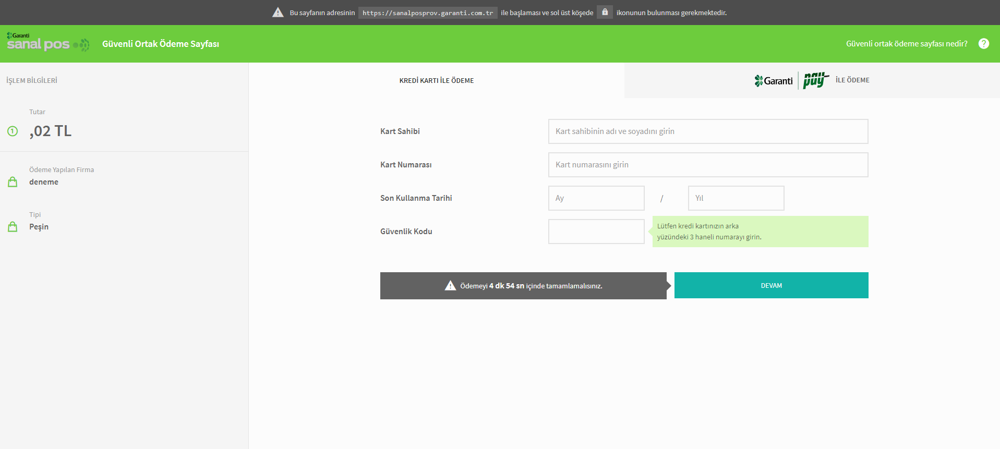 Bu sayfanın adresinin https://sanalposprov.garanti.com.tr ile başlaması ve sol üst köşede ikonunun bulunması gerekmektedir.
Garanti
sanal pos
Güvenli Ortak Ödeme Sayfası
Güvenli ortak ödeme sayfası nedir? ?
İŞLEM BİLGİLERİ
Tutar
1 ,02 TL
Ödeme Yapılan Firma
deneme
Tipi
Peşin
KREDİ KARTI İLE ÖDEME
Garanti pay İLE ÖDEME
Kart Sahibi Kart sahibinin adı ve soyadını girin
Kart Numarası Kart numarasını girin
Son Kullanma Tarihi Ay / Yıl
Güvenlik Kodu
Lütfen kredi kartınızın arka
yüzündeki 3 haneli numarayı girin.
Ödemeyi 4 dk 54 sn içinde tamamlamalısınız.
DEVAM